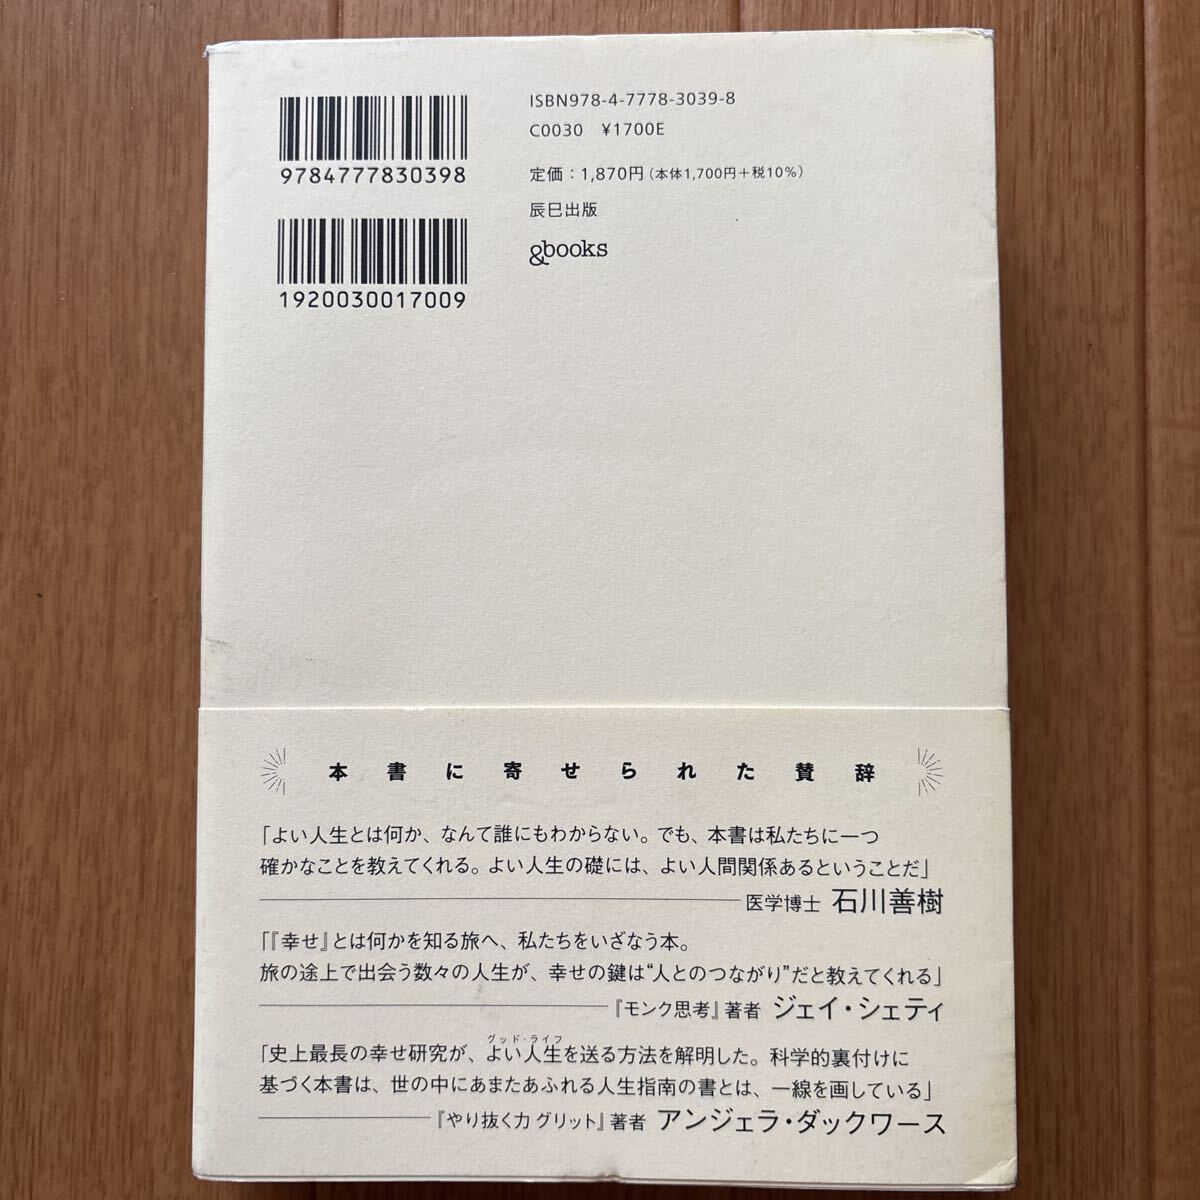 9784777830398
1920030017009
ISBN978-4-7778-3039-8
C0030 ¥1700E
定価：1,870円（本体1,700円＋税10%）
辰巳出版
&books
本書に寄せられた賛辞
「よい人生とは何か、なんて誰にもわからない。でも、本書は私たちに一つ
確かなことを教えてくれる。よい人生の礎には、よい人間関係あるということだ」
医学博士 石川善樹
「『幸せ』とは何かを知る旅へ、私たちをいざなう本。
旅の途上で出会う数々の人生が、幸せの鍵は“人とのつながり”だと教えてくれる」
『モンク思考』著者 ジェイ・シェティ
グッド・ライフ
「史上最長の幸せ研究が、よい人生を送る方法を解明した。科学的裏付けに
基づく本書は、世の中にあまたあふれる人生指南の書とは、一線を画している」
『やり抜く力 グリット』著者 アンジェラ・ダックワース